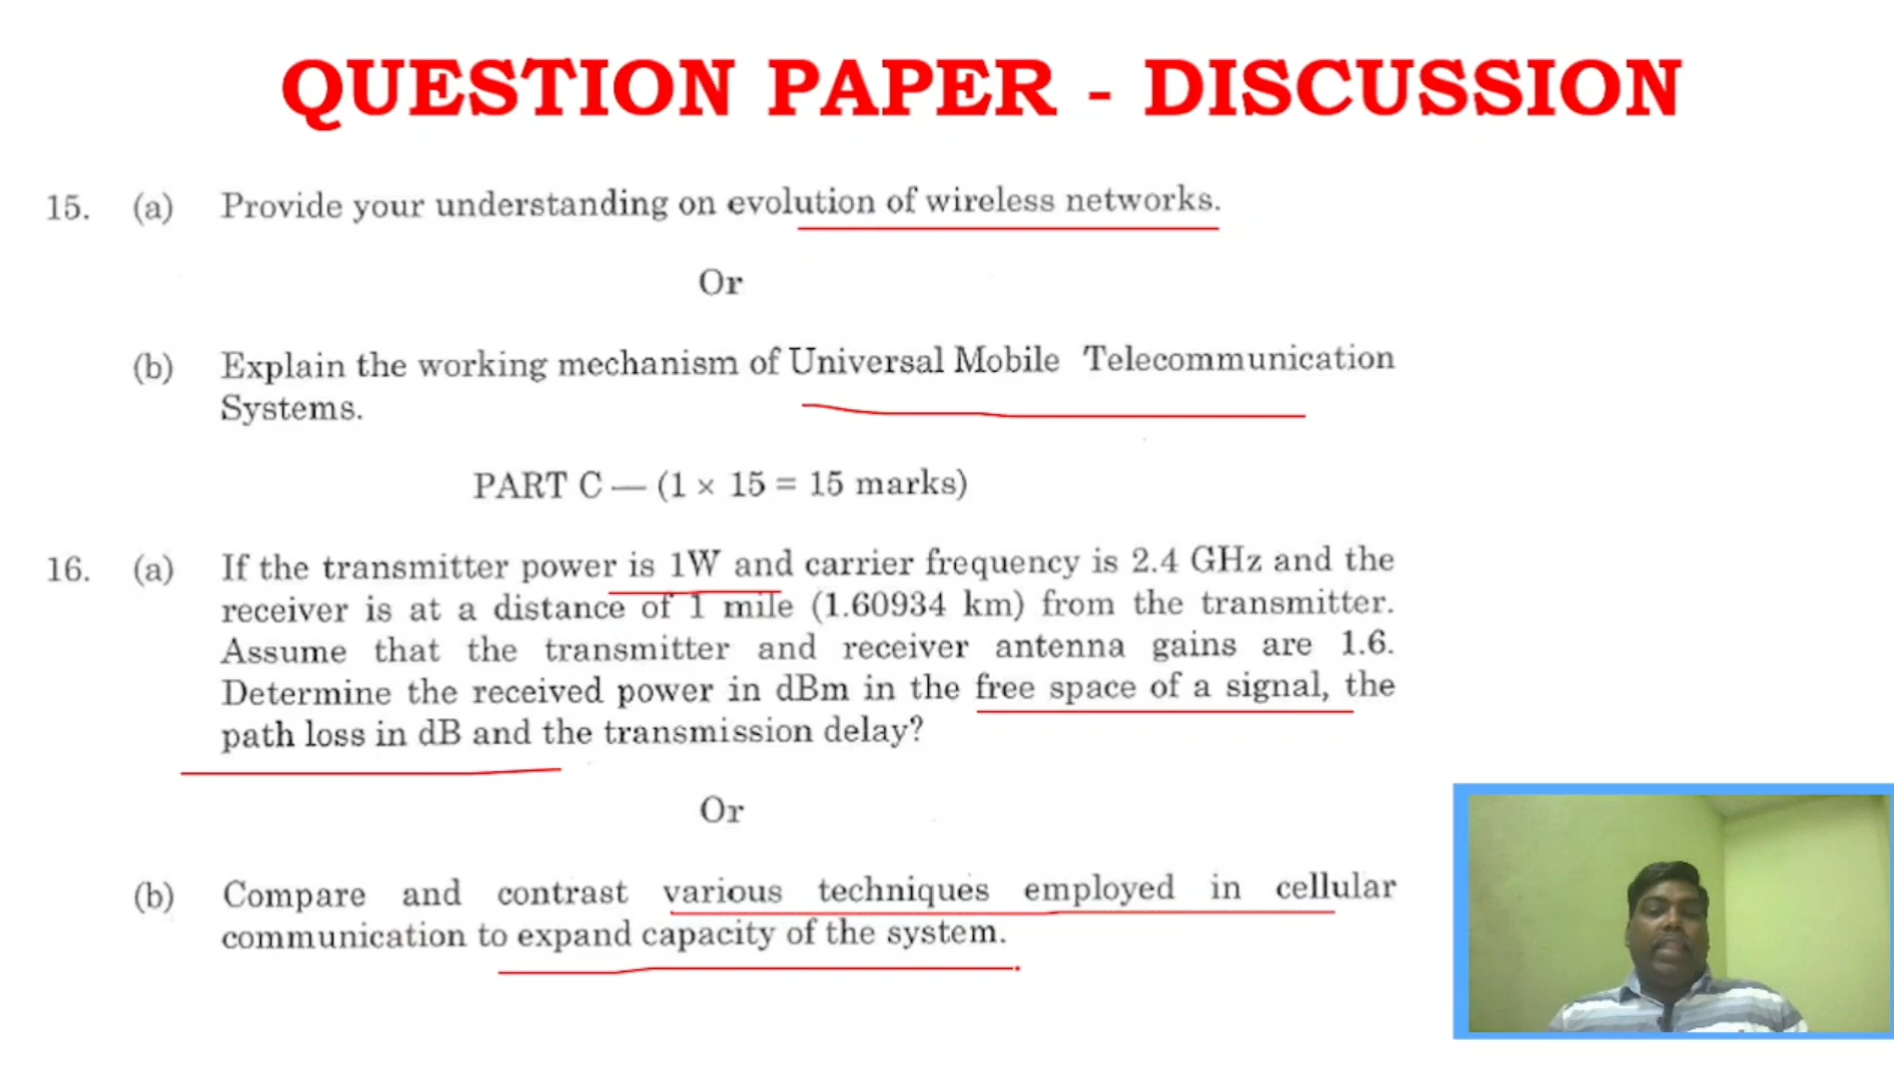 QUESTION PAPER - DISCUSSION
15. (a) Provide your understanding on evolution of wireless networks.
Or
(b) Explain the working mechanism of Universal Mobile Telecommunication
Systems.
PART C — (1 × 15 = 15 marks)
16. (a) If the transmitter power is 1W and carrier frequency is 2.4 GHz and the
receiver is at a distance of 1 mile (1.60934 km) from the transmitter.
Assume that the transmitter and receiver antenna gains are 1.6.
Determine the received power in dBm in the free space of a signal, the
path loss in dB and the transmission delay?
Or
(b) Compare and contrast various techniques employed in cellular
communication to expand capacity of the system.